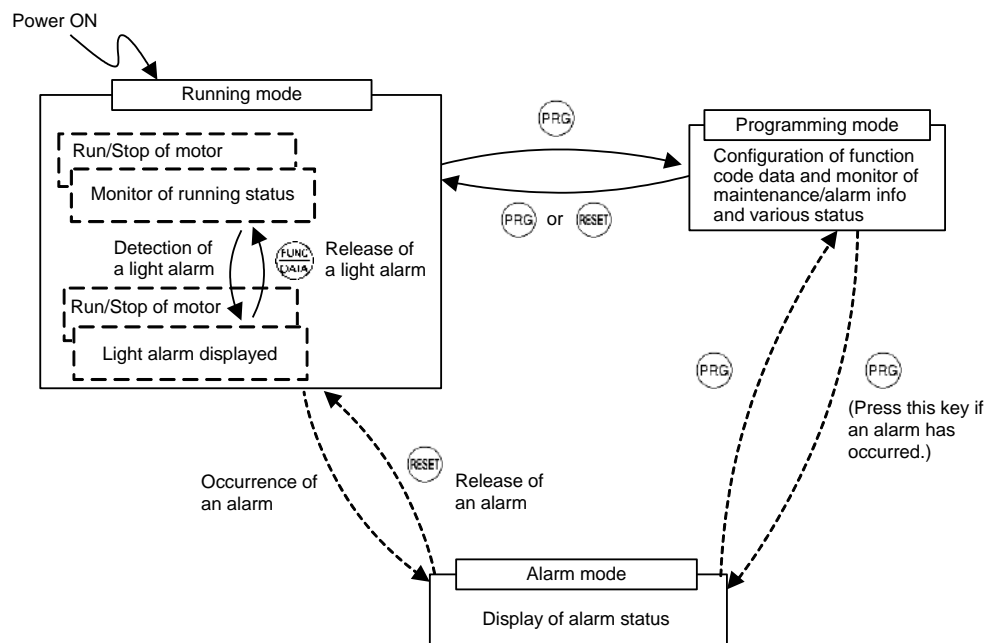 Power ON
Running mode
Run/Stop of motor
Monitor of running status
Detection of
a light alarm
FUNC
DATA
Release of
a light alarm
Run/Stop of motor
Light alarm displayed
PRG
PRG or RESET
Programming mode
Configuration of function
code data and monitor of
maintenance/alarm info
and various status
PRG
PRG
(Press this key if
an alarm has
occurred.)
Occurrence of
an alarm
RESET
Release of
an alarm
Alarm mode
Display of alarm status